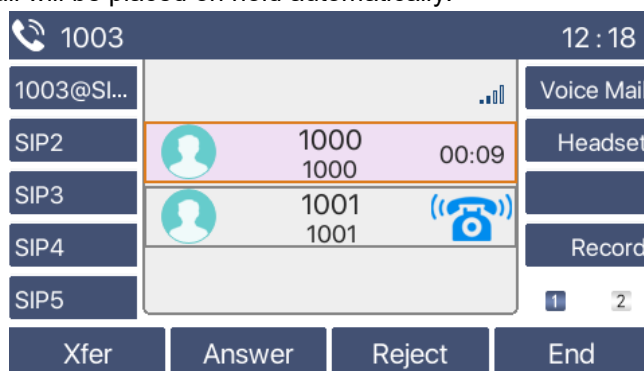 1003 12:18
1003@SI... Voice Mail
SIP2 1000 00:09 Headset
1000
SIP3 1001
1001
SIP4 Record
SIP5 1 2
Xfer Answer Reject End